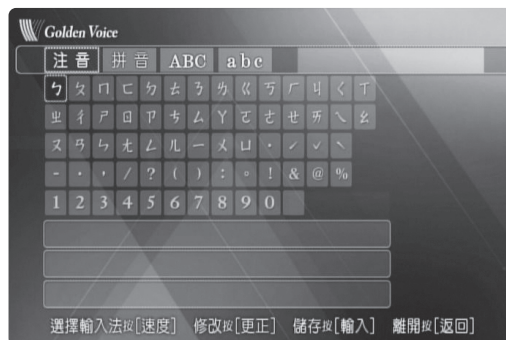 Golden Voice
注音 拼音 ABC abc
ㄅ ㄆ ㄇ ㄈ ㄉ ㄊ ㄋ ㄌ ㄍ ㄎ ㄏ ㄐ ㄑ ㄒ
ㄓ ㄔ ㄕ ㄖ ㄗ ㄘ ㄙ ㄚ ㄛ ㄜ ㄝ ㄞ ㄟ ㄠ
ㄡ ㄢ ㄣ ㄤ ㄥ ㄦ ㄧ ㄨ ㄩ ˙ ˊ ˇ ˋ
- · , / ? ( ) : 。 ! & @ %
1 2 3 4 5 6 7 8 9 0
選擇輸入法按[速度] 修改按[更正] 儲存按[輸入] 離開按[返回]